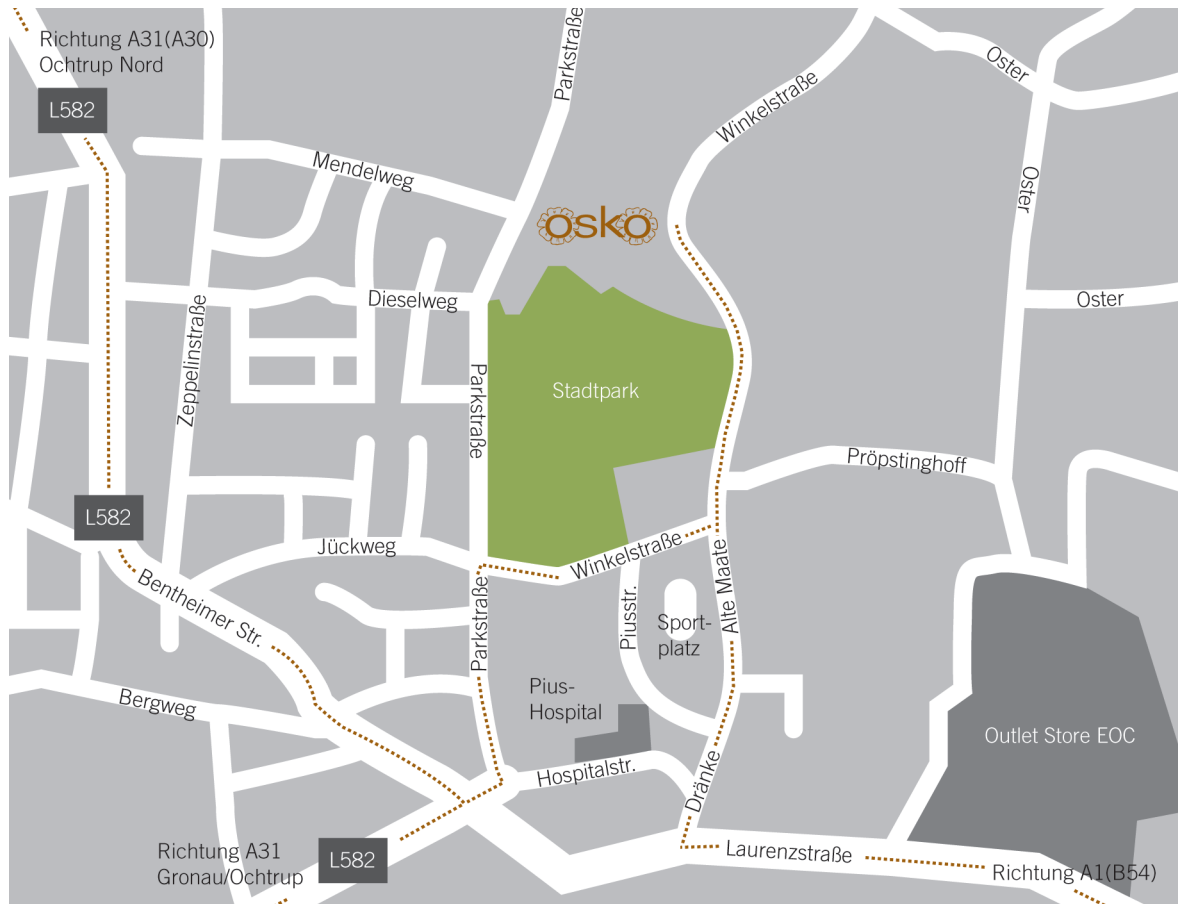 Richtung A31(A30)
Ochtrup Nord
L582
Parkstraße
Winkelstraße
Oster
Mendelweg
Oster
osko
Dieselweg
Oster
Zeppelinstraße
Parkstraße
Stadtpark
Pröpstinghoff
L582
Jückweg
Winkelstraße
Bentheimer Str.
Parkstraße
Piusstr.
Sport-
platz
Alte Maate
Bergweg
Pius-
Hospital
Outlet Store EOC
Hospitalstr.
Dränke
Richtung A31
Gronau/Ochtrup
L582
Laurenzstraße
Richtung A1(B54)